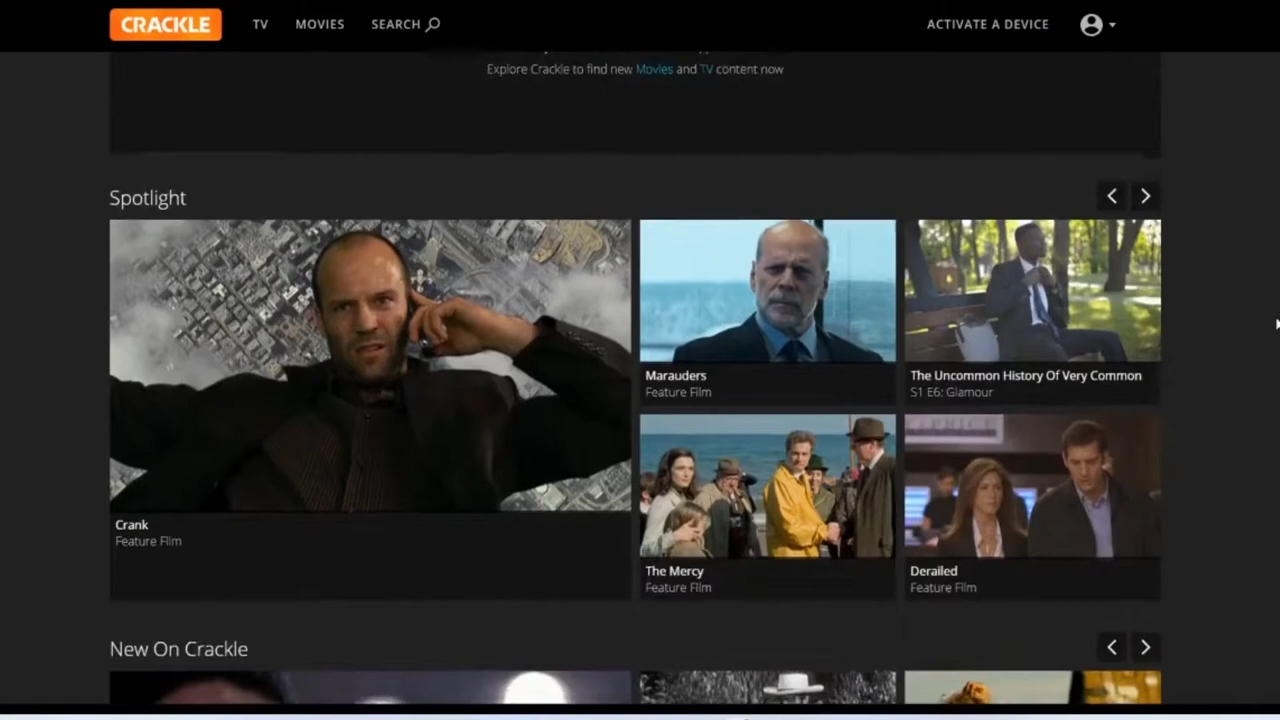 CRACKLE TV MOVIES SEARCH ACTIVATE A DEVICE
Explore Crackle to find new Movies and TV content now
Spotlight
Crank
Feature Film
Marauders
Feature Film
The Uncommon History Of Very Common
S1 E6: Glamour
The Mercy
Feature Film
Derailed
Feature Film
New On Crackle